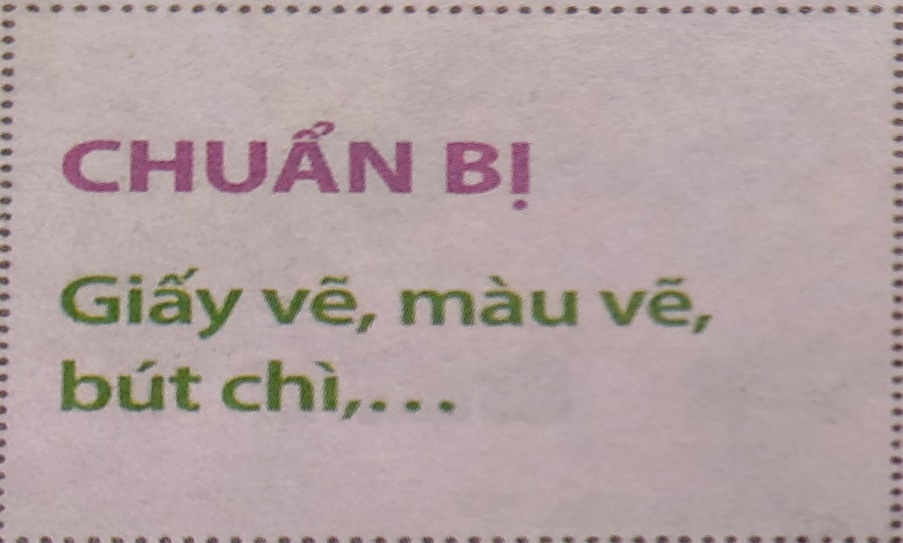 CHUẨN BỊ
Giấy vẽ, màu vẽ,
bút chì,...